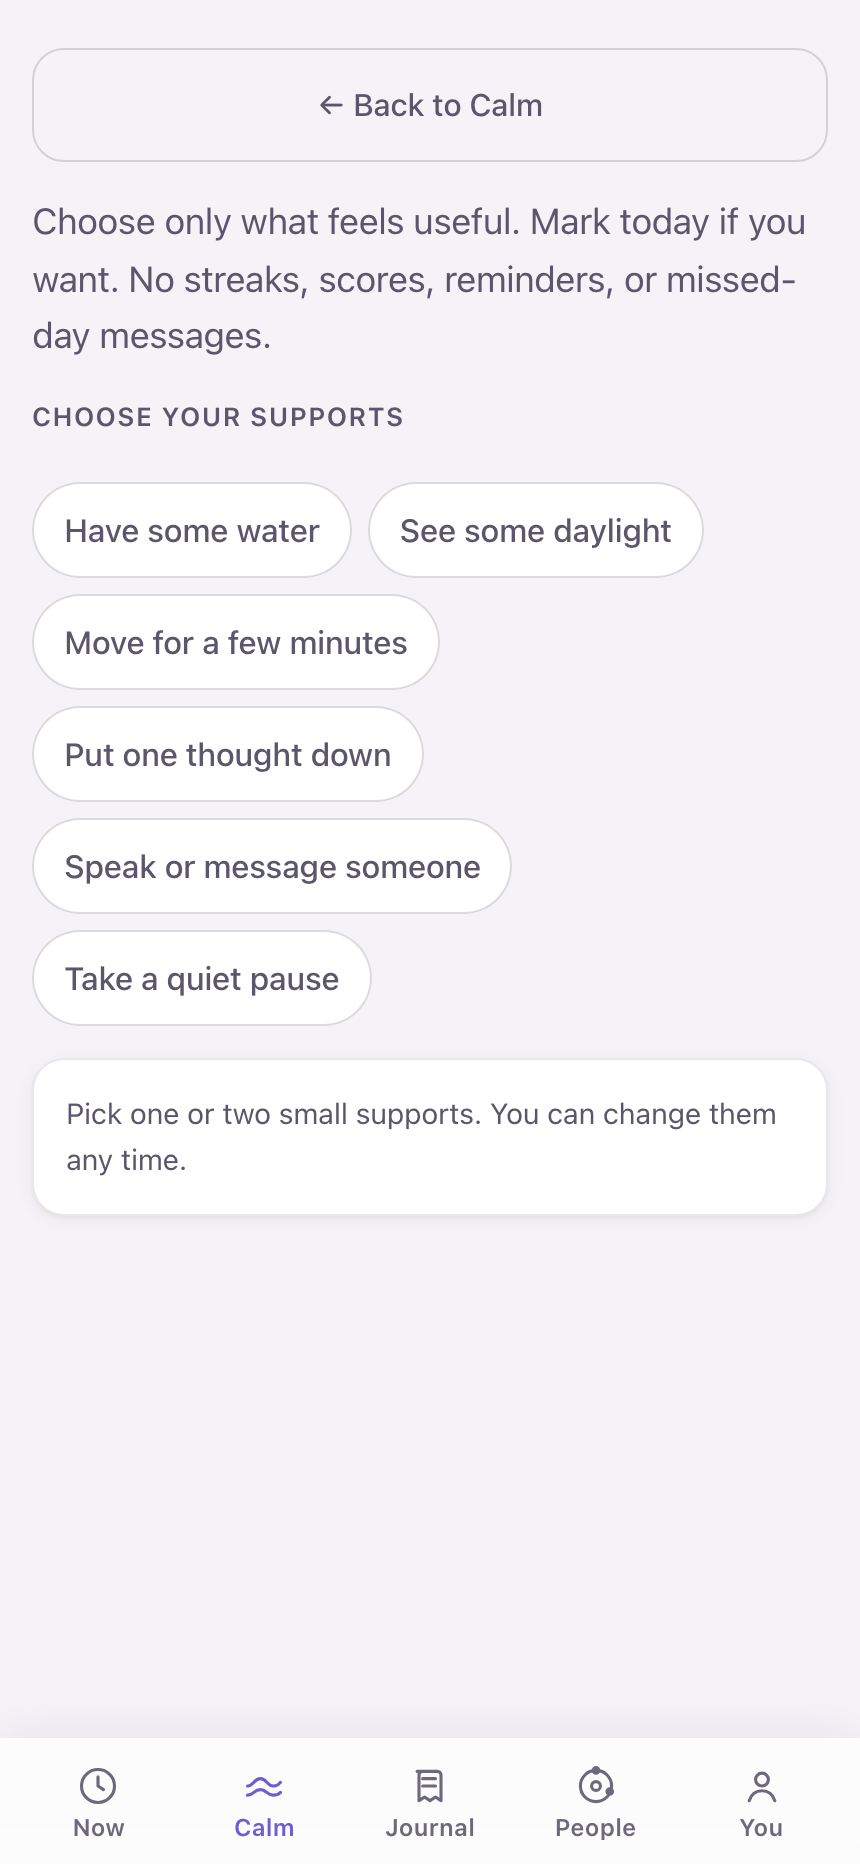 ← Back to Calm
Choose only what feels useful. Mark today if you
want. No streaks, scores, reminders, or missed-
day messages.
CHOOSE YOUR SUPPORTS
Have some water
See some daylight
Move for a few minutes
Put one thought down
Speak or message someone
Take a quiet pause
Pick one or two small supports. You can change them
any time.
Now
Calm
Journal
People
You